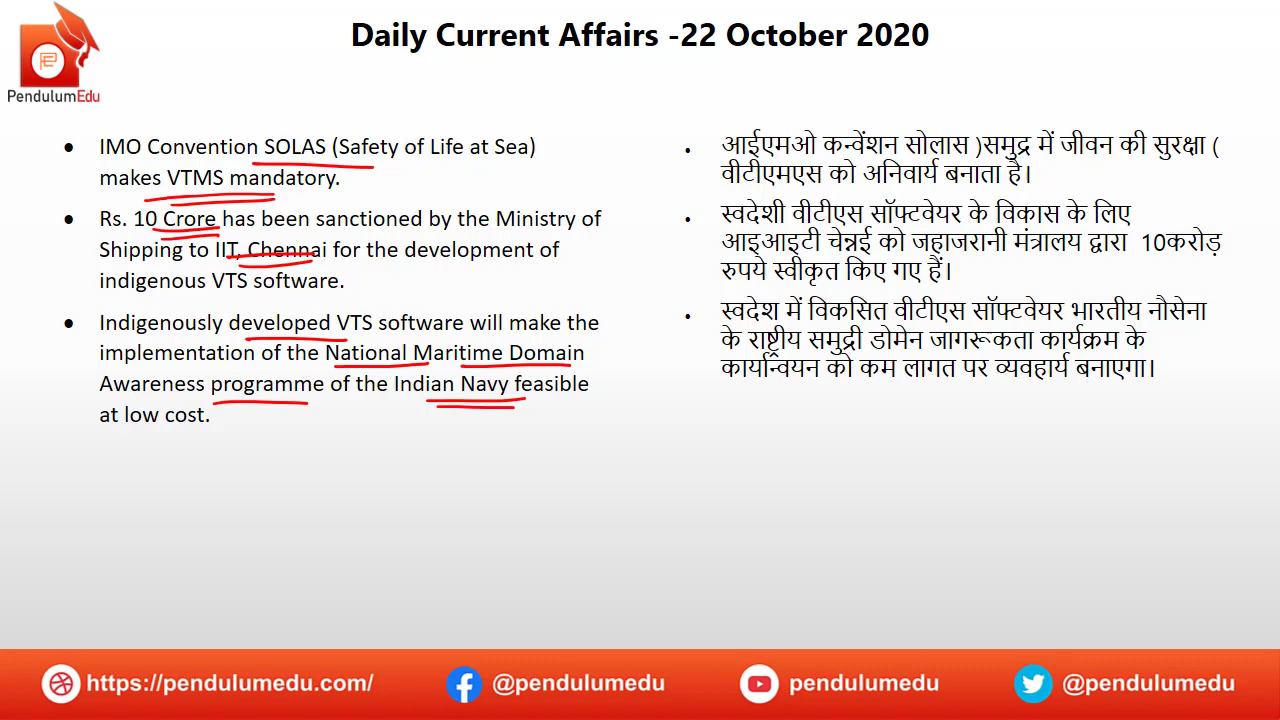 Daily Current Affairs -22 October 2020
PendulumEdu
IMO Convention SOLAS (Safety of Life at Sea)
makes VTMS mandatory.
Rs. 10 Crore has been sanctioned by the Ministry of
Shipping to IIT, Chennai for the development of
indigenous VTS software.
Indigenously developed VTS software will make the
implementation of the National Maritime Domain
Awareness programme of the Indian Navy feasible
at low cost.
आईएमओ कन्वेंशन सोलास )समुद्र में जीवन की सुरक्षा (
वीटीएमएस को अनिवार्य बनाता है।
स्वदेशी वीटीएस सॉफ्टवेयर के विकास के लिए
आइआइटी चेन्नई को जहाजरानी मंत्रालय द्वारा 10करोड़
रुपये स्वीकृत किए गए हैं।
स्वदेश में विकसित वीटीएस सॉफ्टवेयर भारतीय नौसेना
के राष्ट्रीय समुद्री डोमेन जागरूकता कार्यक्रम के
कार्यान्वयन को कम लागत पर व्यवहार्य बनाएगा।
https://pendulumedu.com/
@pendulumedu
pendulumedu
@pendulumedu